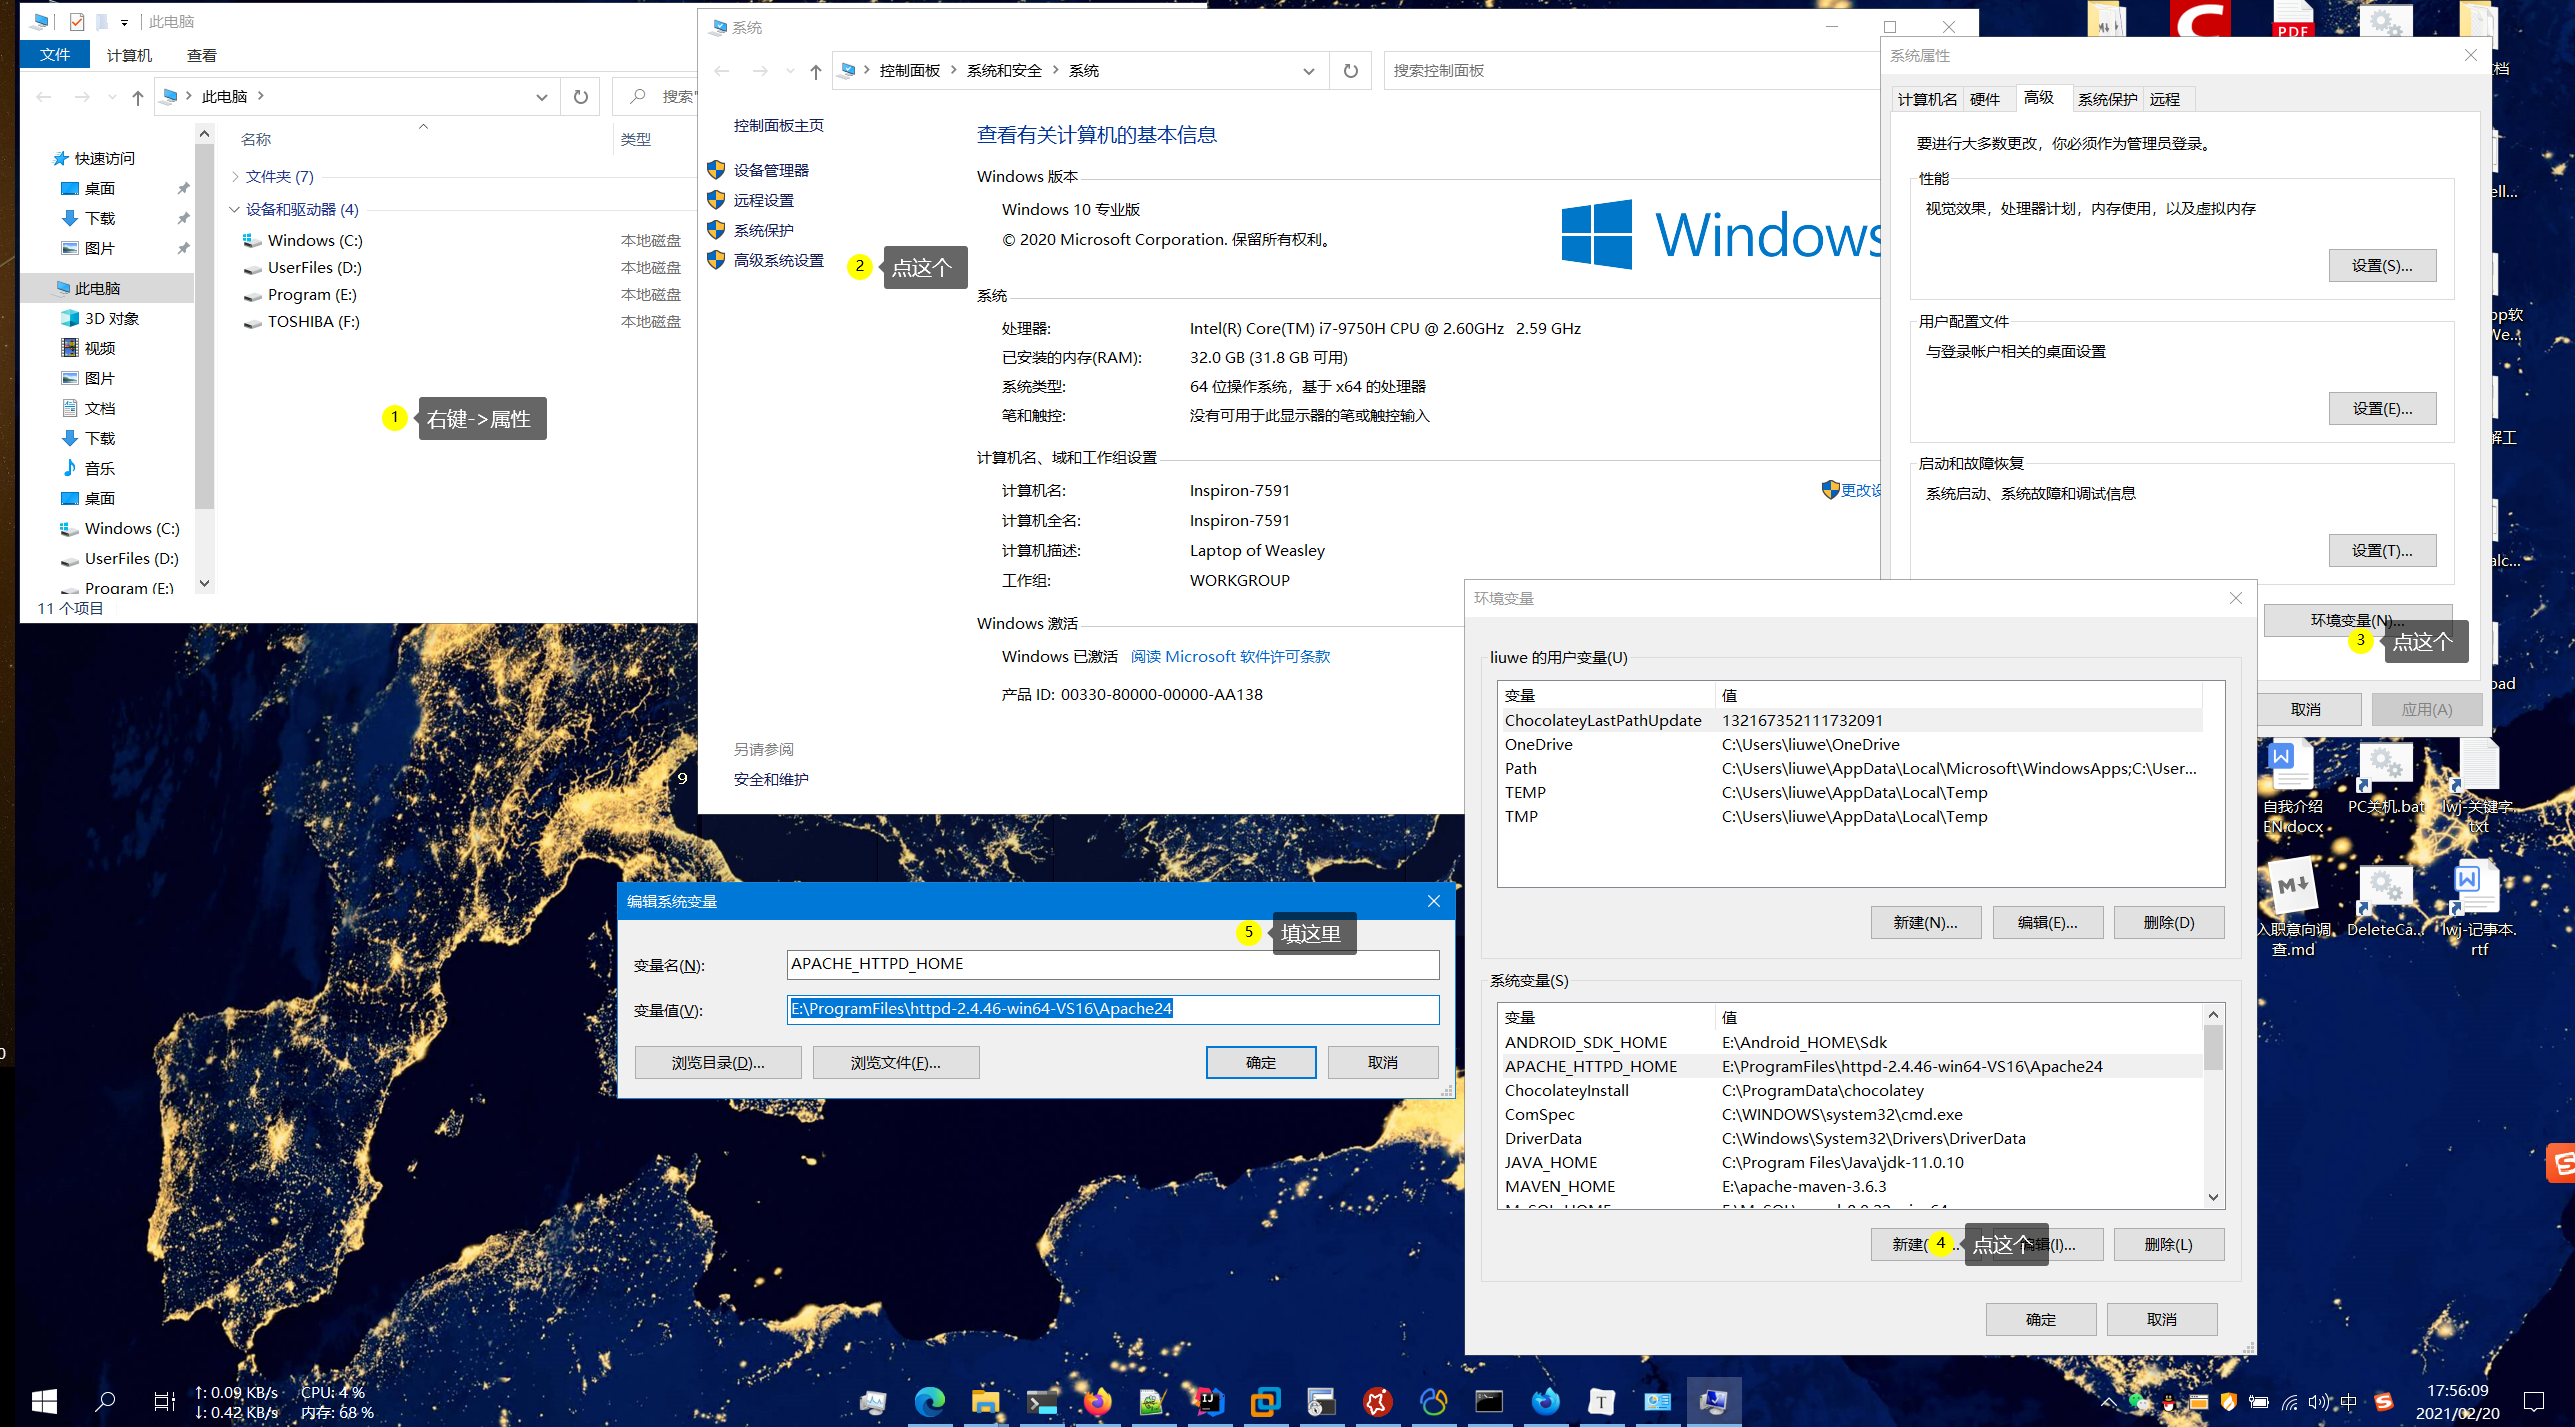 此电脑
文件 计算机 查看
此电脑
搜索"
名称 类型
快速访问
桌面
下载
图片
此电脑
3D 对象
视频
图片
文档
下载
音乐
桌面
Windows (C:)
UserFiles (D:)
Program (E:)
文件夹 (7)
设备和驱动器 (4)
Windows (C:) 本地磁盘
UserFiles (D:) 本地磁盘
Program (E:) 本地磁盘
TOSHIBA (F:) 本地磁盘
1 右键->属性
11 个项目
系统
控制面板 系统和安全 系统
搜索控制面板
控制面板主页
设备管理器
远程设置
系统保护
高级系统设置
2 点这个
另请参阅
安全和维护
查看有关计算机的基本信息
Windows 版本
Windows 10 专业版
© 2020 Microsoft Corporation. 保留所有权利。
Windows
系统
处理器: Intel(R) Core(TM) i7-9750H CPU @ 2.60GHz 2.59 GHz
已安装的内存(RAM): 32.0 GB (31.8 GB 可用)
系统类型: 64 位操作系统，基于 x64 的处理器
笔和触控: 没有可用于此显示器的笔或触控输入
计算机名、域和工作组设置
计算机名: Inspiron-7591
更改设
计算机全名: Inspiron-7591
计算机描述: Laptop of Weasley
工作组: WORKGROUP
Windows 激活
Windows 已激活 阅读 Microsoft 软件许可条款
产品 ID: 00330-80000-00000-AA138
系统属性
计算机名 硬件 高级 系统保护 远程
要进行大多数更改，你必须作为管理员登录。
性能
视觉效果，处理器计划，内存使用，以及虚拟内存
设置(S)...
用户配置文件
与登录帐户相关的桌面设置
设置(E)...
启动和故障恢复
系统启动、系统故障和调试信息
设置(T)...
环境变量(N)...
3 点这个
取消 应用(A)
环境变量
liuwe 的用户变量(U)
变量 值
ChocolateyLastPathUpdate 132167352111732091
OneDrive C:\Users\liuwe\OneDrive
Path C:\Users\liuwe\AppData\Local\Microsoft\WindowsApps;C:\User...
TEMP C:\Users\liuwe\AppData\Local\Temp
TMP C:\Users\liuwe\AppData\Local\Temp
新建(N)... 编辑(E)... 删除(D)
系统变量(S)
变量 值
ANDROID_SDK_HOME E:\Android_HOME\Sdk
APACHE_HTTPD_HOME E:\ProgramFiles\httpd-2.4.46-win64-VS16\Apache24
ChocolateyInstall C:\ProgramData\chocolatey
ComSpec C:\WINDOWS\system32\cmd.exe
DriverData C:\Windows\System32\Drivers\DriverData
JAVA_HOME C:\Program Files\Java\jdk-11.0.10
MAVEN_HOME E:\apache-maven-3.6.3
新建( 4 点这个 编辑(I)... 删除(L)
确定 取消
编辑系统变量
5 填这里
变量名(N): APACHE_HTTPD_HOME
变量值(V): E:\ProgramFiles\httpd-2.4.46-win64-VS16\Apache24
浏览目录(D)... 浏览文件(F)... 确定 取消
9
0
PDF
档
ell...
pp软
We...
解工
alc...
pad
自我介绍
EN.docx
PC关机.bat
lwj-关键字.
txt
入职意向调
查.md
DeleteCa...
lwj-记事本.
rtf
↑: 0.09 KB/s CPU: 4 %
↓: 0.42 KB/s 内存: 68 %
中
17:56:09
2021/02/20